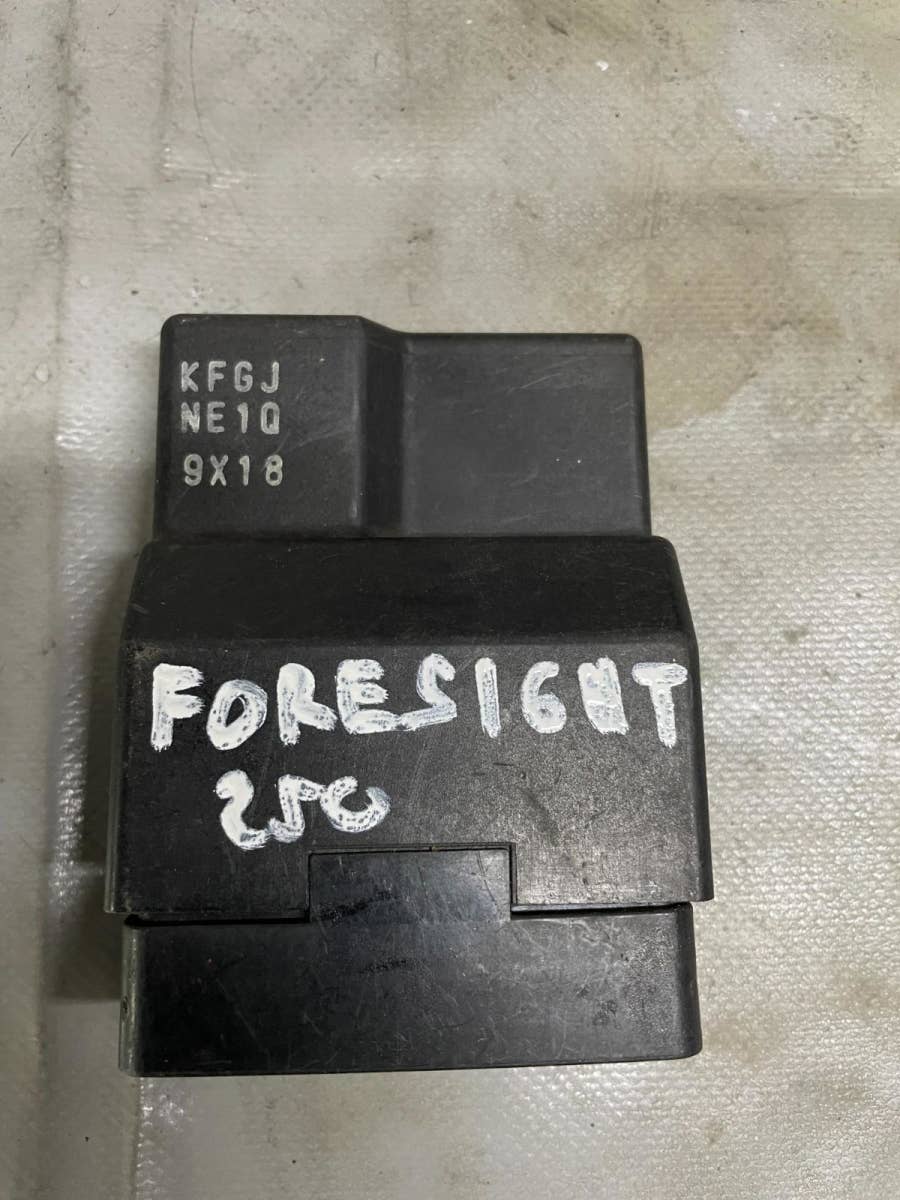 KFGJ
NE1Q
9X18
FORESIGHT
250